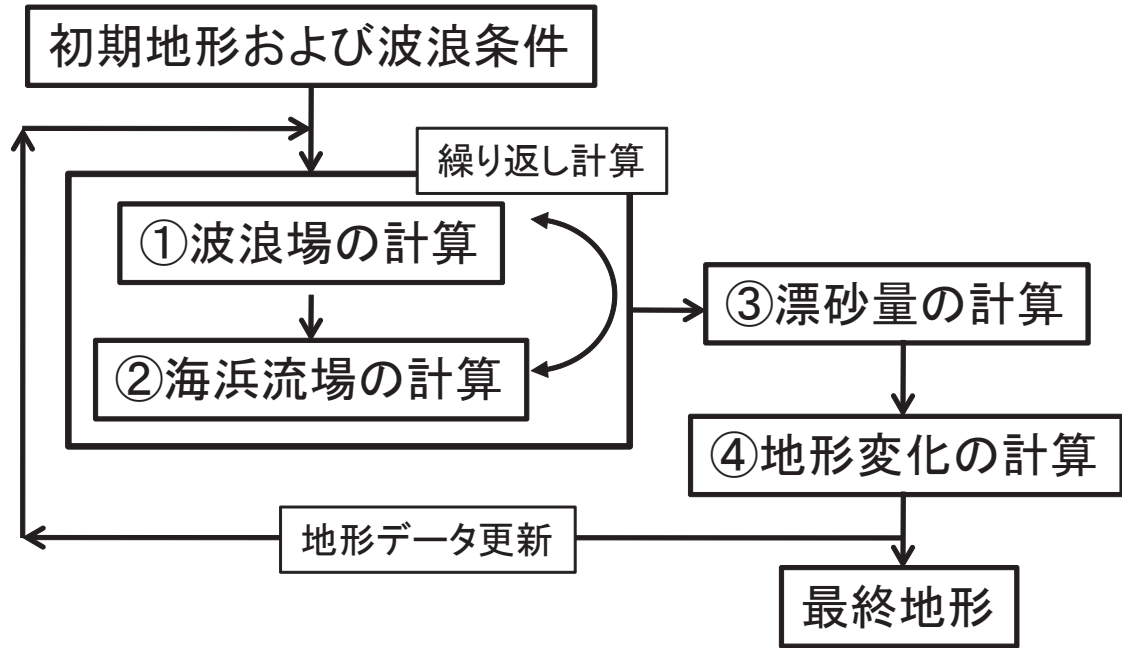 初期地形および波浪条件
繰り返し計算
①波浪場の計算
②海浜流場の計算
③漂砂量の計算
④地形変化の計算
地形データ更新
最終地形